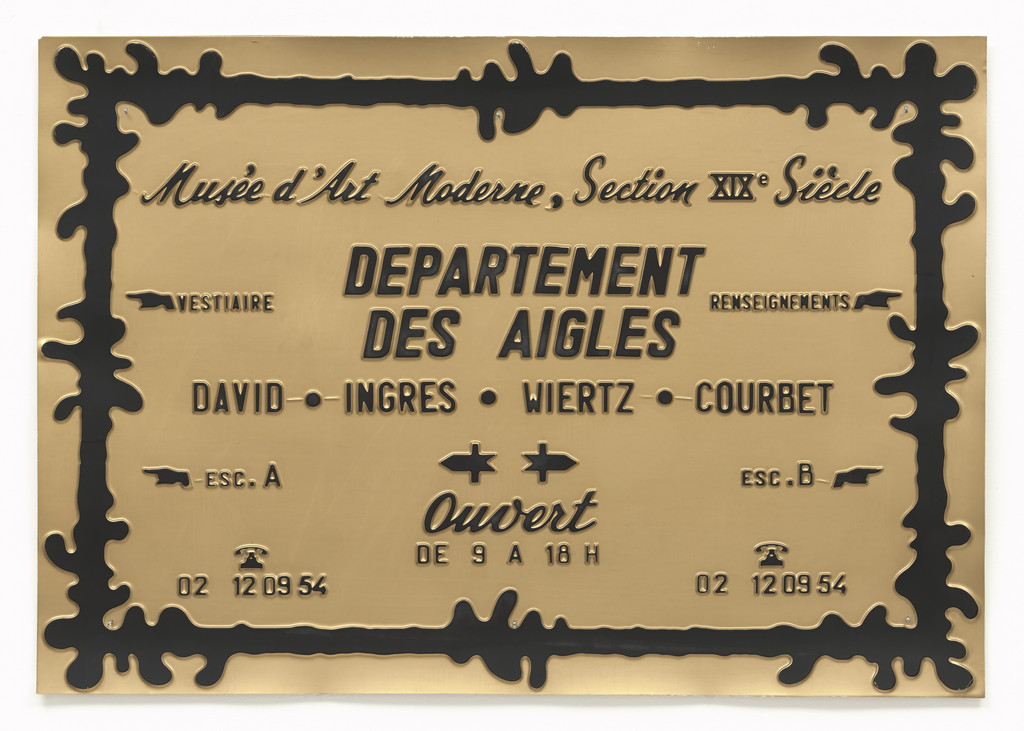 Musée d'Art Moderne, Section XIXe Siècle
DEPARTEMENT
DES AIGLES
VESTIAIRE
RENSEIGNEMENTS
DAVID • INGRES • WIERTZ • COURBET
ESC. A
ESC. B
Ouvert
DE 9 A 18 H
02 12 09 54
02 12 09 54